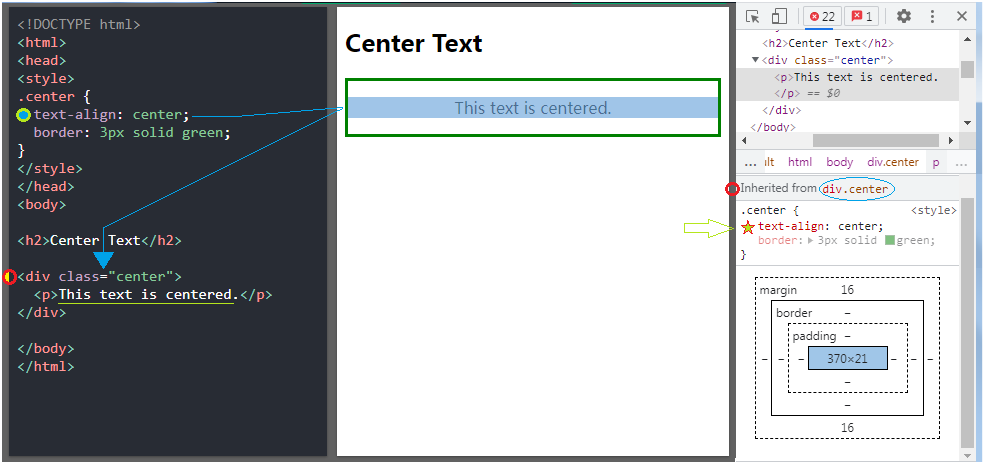 <!DOCTYPE html>
<html>
<head>
<style>
.center {
text-align: center;
border: 3px solid green;
}
</style>
</head>
<body>
<h2>Center Text</h2>
<div class="center">
<p>This text is centered.</p>
</div>
</body>
</html>
Center Text
This text is centered.
22 1
<h2>Center Text</h2>
<div class="center">
<p>This text is centered.
</p> == $0
</div>
</body>
... ult html body div.center p ...
Inherited from div.center
.center { <style>
text-align: center;
border: 3px solid green;
}
margin 16
border –
padding –
– – – 370×21 – – –
–
–
16